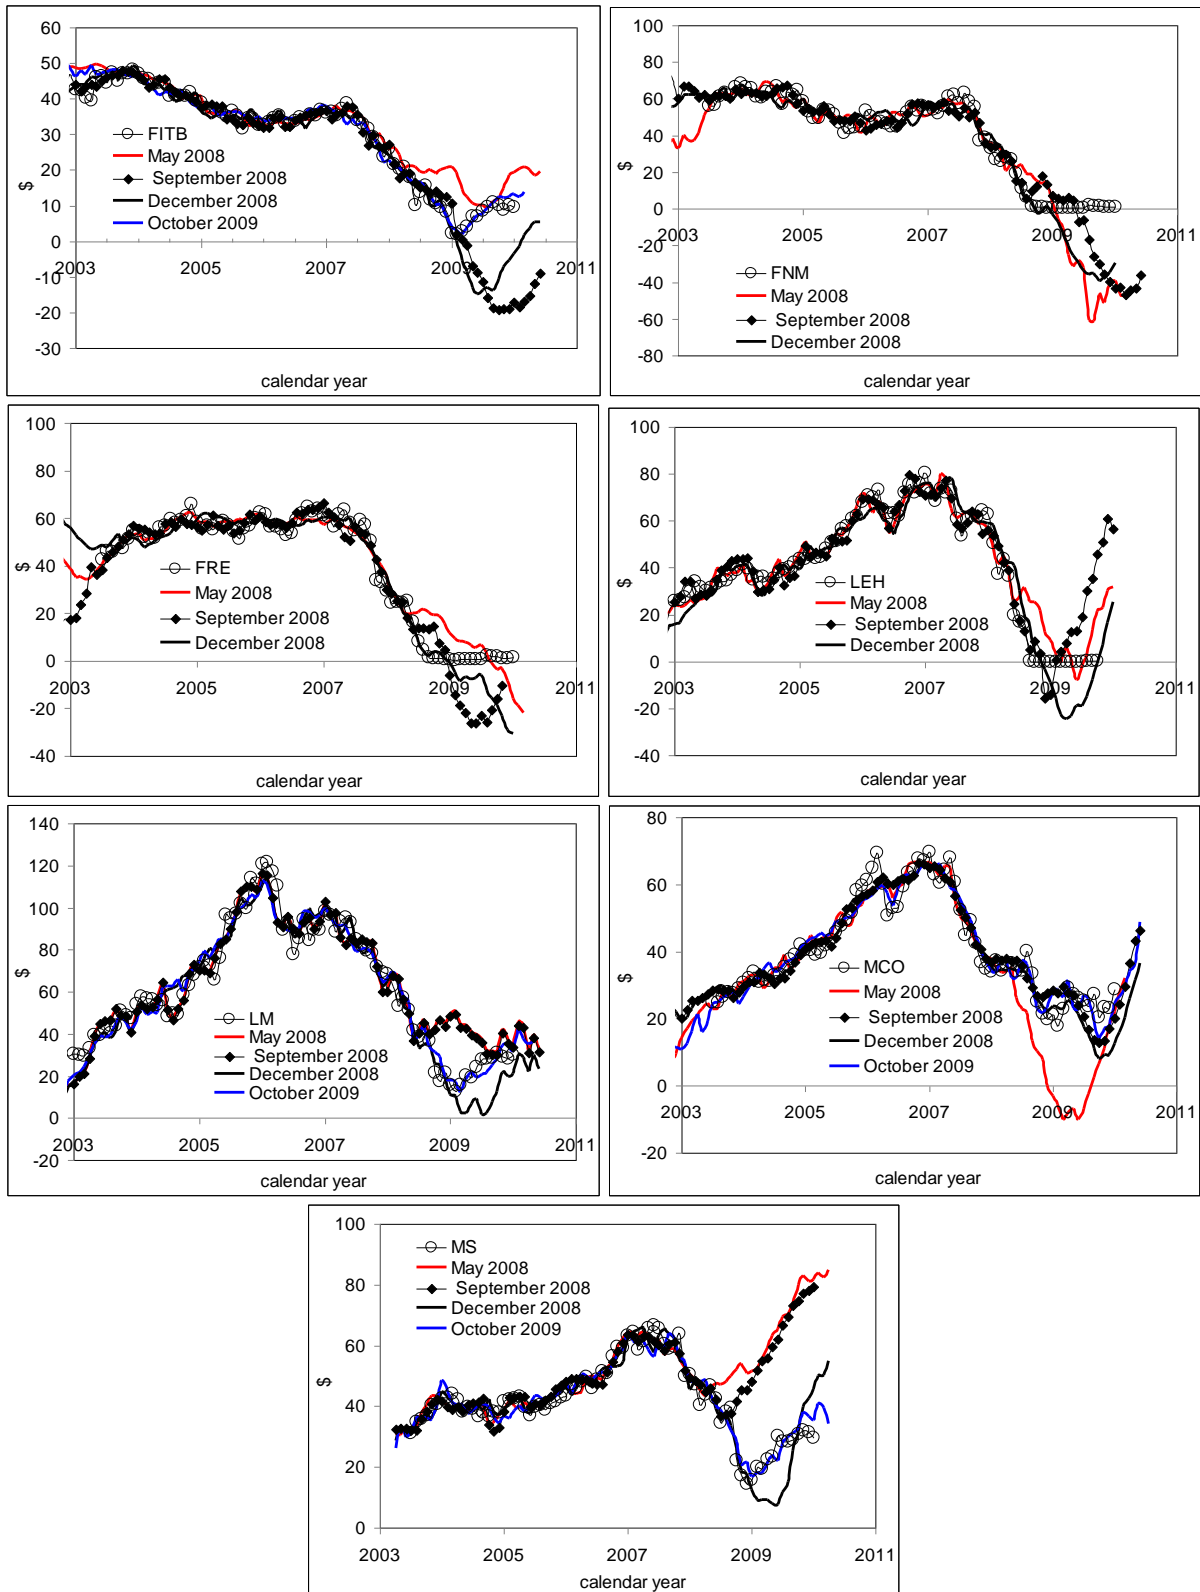 60
50
40
30
20
10
0
-10
-20
-30
2003
2005
2007
2009
2011
$
calendar year
FITB
May 2008
September 2008
December 2008
October 2009
100
80
60
40
20
0
-20
-40
-60
-80
2003
2005
2007
2009
2011
$
calendar year
FNM
May 2008
September 2008
December 2008
100
80
60
40
20
0
-20
-40
2003
2005
2007
2009
2011
$
calendar year
FRE
May 2008
September 2008
December 2008
100
80
60
40
20
0
-20
-40
2003
2005
2007
2009
2011
$
calendar year
LEH
May 2008
September 2008
December 2008
140
120
100
80
60
40
20
0
-20
2003
2005
2007
2009
2011
$
calendar year
LM
May 2008
September 2008
December 2008
October 2009
80
60
40
20
0
-20
2003
2005
2007
2009
2011
$
calendar year
MCO
May 2008
September 2008
December 2008
October 2009
100
80
60
40
20
0
2003
2005
2007
2009
2011
$
calendar year
MS
May 2008
September 2008
December 2008
October 2009